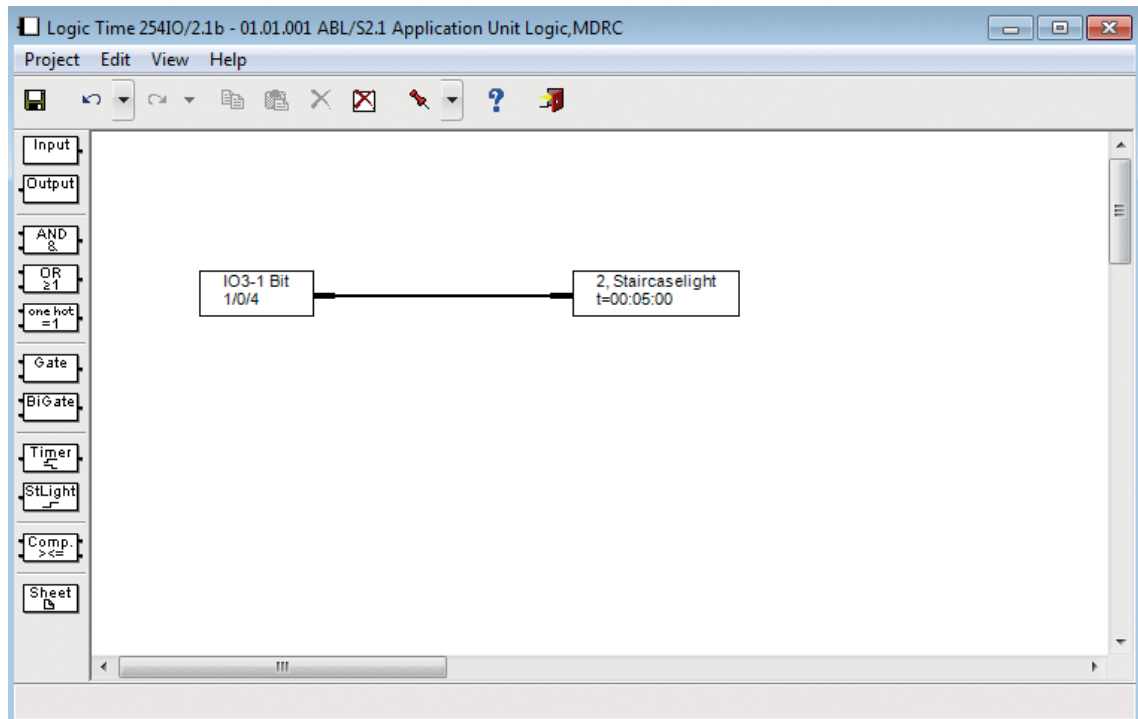 Logic Time 254IO/2.1b - 01.01.001 ABL/S2.1 Application Unit Logic,MDRC
Project Edit View Help
?
Input
Output
AND
&
OR
≥1
one hot
=1
Gate
BiGate
Timer
StLight
Comp.
><=
Sheet
IO3-1 Bit
1/0/4
2, Staircaselight
t=00:05:00